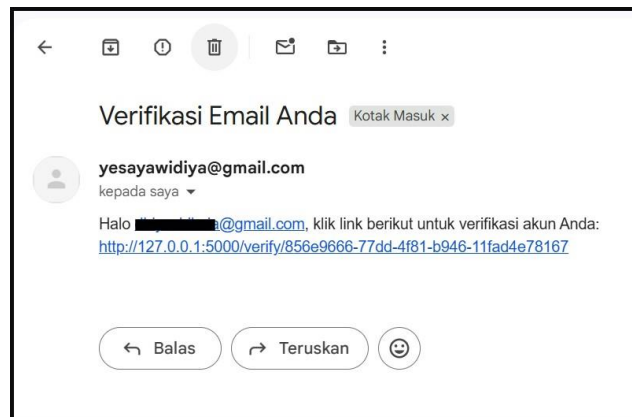 Verifikasi Email Anda Kotak Masuk ×
yesayawidiya@gmail.com
kepada saya
Halo @gmail.com, klik link berikut untuk verifikasi akun Anda:
http://127.0.0.1:5000/verify/856e9666-77dd-4f81-b946-11fad4e78167
Balas Teruskan